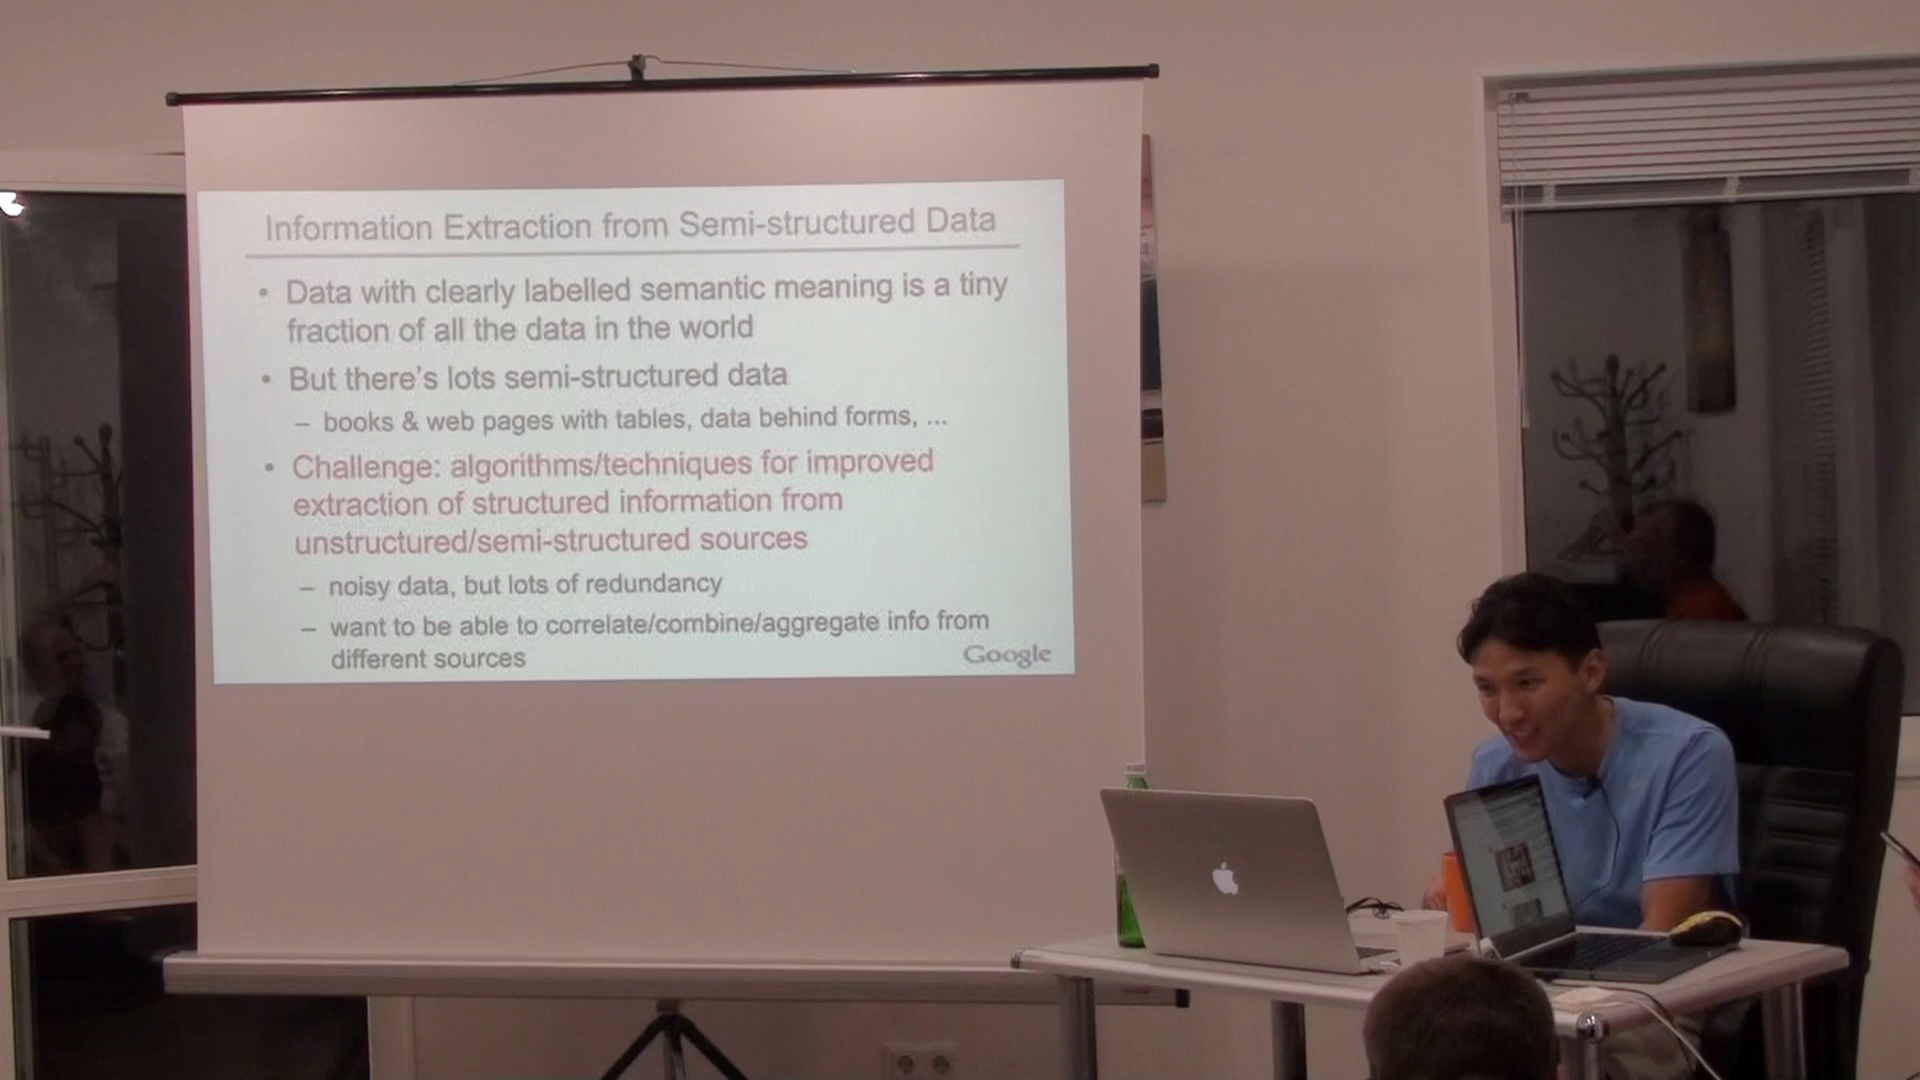 Information Extraction from Semi-structured Data
• Data with clearly labelled semantic meaning is a tiny
fraction of all the data in the world
• But there's lots semi-structured data
– books & web pages with tables, data behind forms, ...
• Challenge: algorithms/techniques for improved
extraction of structured information from
unstructured/semi-structured sources
– noisy data, but lots of redundancy
– want to be able to correlate/combine/aggregate info from
different sources
Google